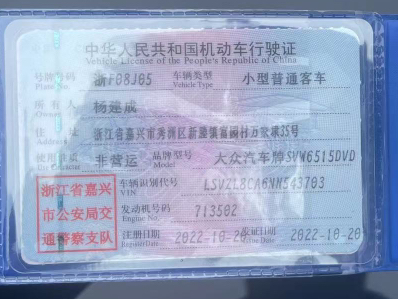 中华人民共和国机动车行驶证
Vehicle License of the People's Republic of China
号牌号码 浙F08J05 车辆类型 小型普通客车
Plate No. Vehicle Type
所有人 杨建成
Owner
住址 浙江省嘉兴市秀洲区新塍镇富园村万众浜35号
Address
使用性质 非营运 品牌型号 大众汽车牌SVW6515DVD
Use Character Model
浙江省嘉兴
市公安局交
通警察支队
车辆识别代号 LSVZL8CA6NN543703
VIN
发动机号码 713502
Engine No.
注册日期 2022-10-20 发证日期 2022-10-20
Register Date Issue Date